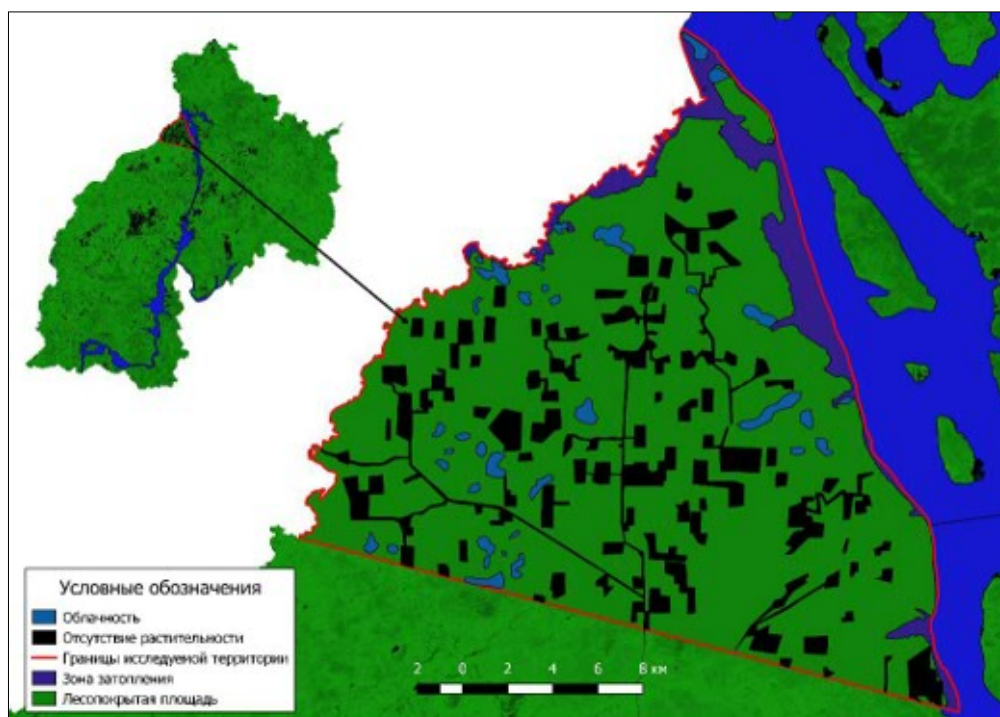 Условные обозначения
Облачность
Отсутствие растительности
Границы исследуемой территории
Зона затопления
Лесопокрытая площадь
2 0 2 4 6 8 км